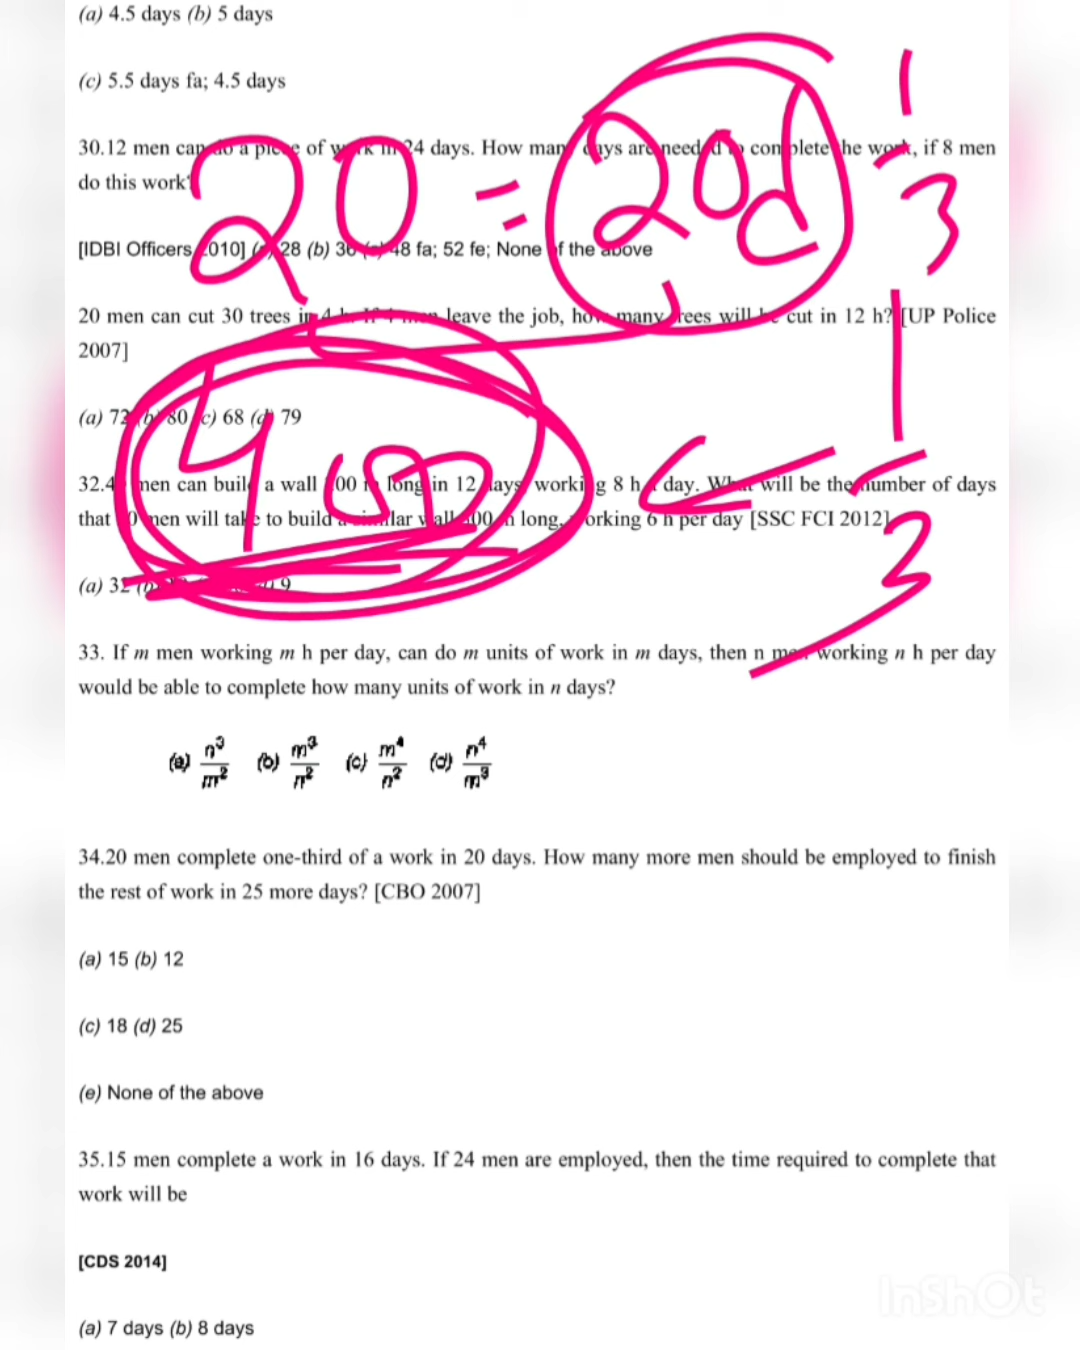 (a) 4.5 days (b) 5 days
(c) 5.5 days fa; 4.5 days
30.12 men can do a piece of work in 24 days. How many days are needed to complete the work, if 8 men
do this work
[IDBI Officers 2010] 28 (b) 36 48 fa; 52 fe; None of the above
20 men can cut 30 trees in 4 h. If 4 men leave the job, how many trees will be cut in 12 h? [UP Police
2007]
(a) 72 (b) 80 (c) 68 (d) 79
32.4 men can build a wall 200 m long in 12 days working 8 h a day. What will be the number of days
that men will take to build a similar wall long, working 6 h per day [SSC FCI 2012]
(a) 9
33. If m men working m h per day, can do m units of work in m days, then n men working n h per day
would be able to complete how many units of work in n days?
(a) n³/m² (b) m³/n² (c) m⁴/n² (d) n⁴/m³
34.20 men complete one-third of a work in 20 days. How many more men should be employed to finish
the rest of work in 25 more days? [CBO 2007]
(a) 15 (b) 12
(c) 18 (d) 25
(e) None of the above
35.15 men complete a work in 16 days. If 24 men are employed, then the time required to complete that
work will be
[CDS 2014]
(a) 7 days (b) 8 days
20 = 20d 1/3
1/3
InShOt